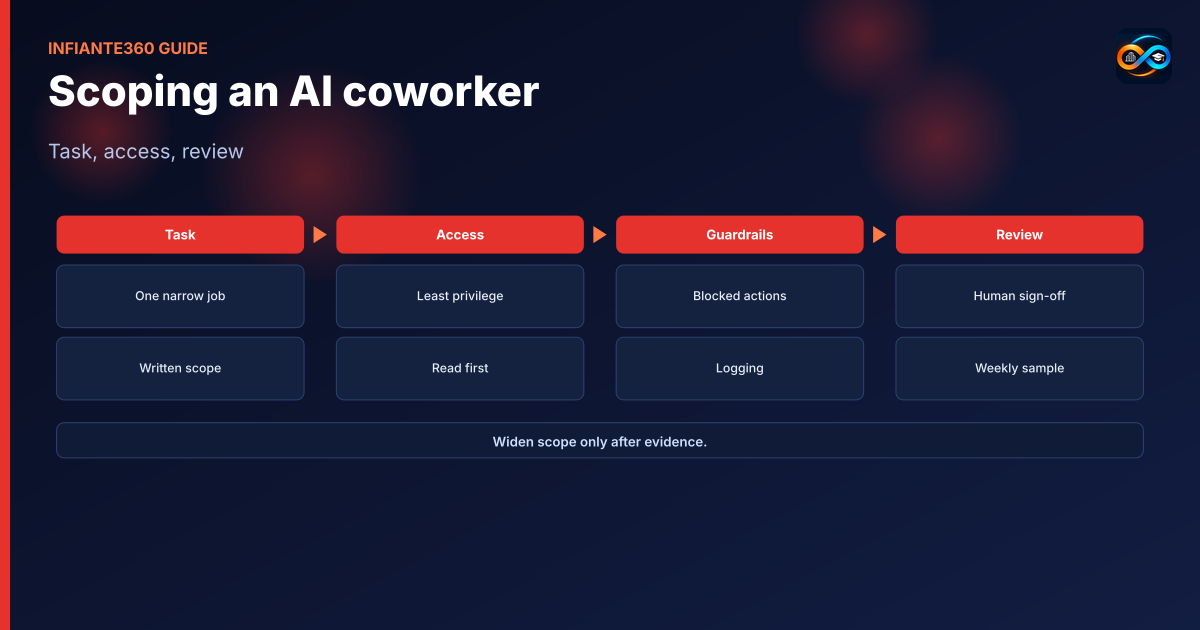 INFIANTE360 GUIDE
Scoping an AI coworker
Task, access, review
Task
Access
Guardrails
Review
One narrow job
Least privilege
Blocked actions
Human sign-off
Written scope
Read first
Logging
Weekly sample
Widen scope only after evidence.